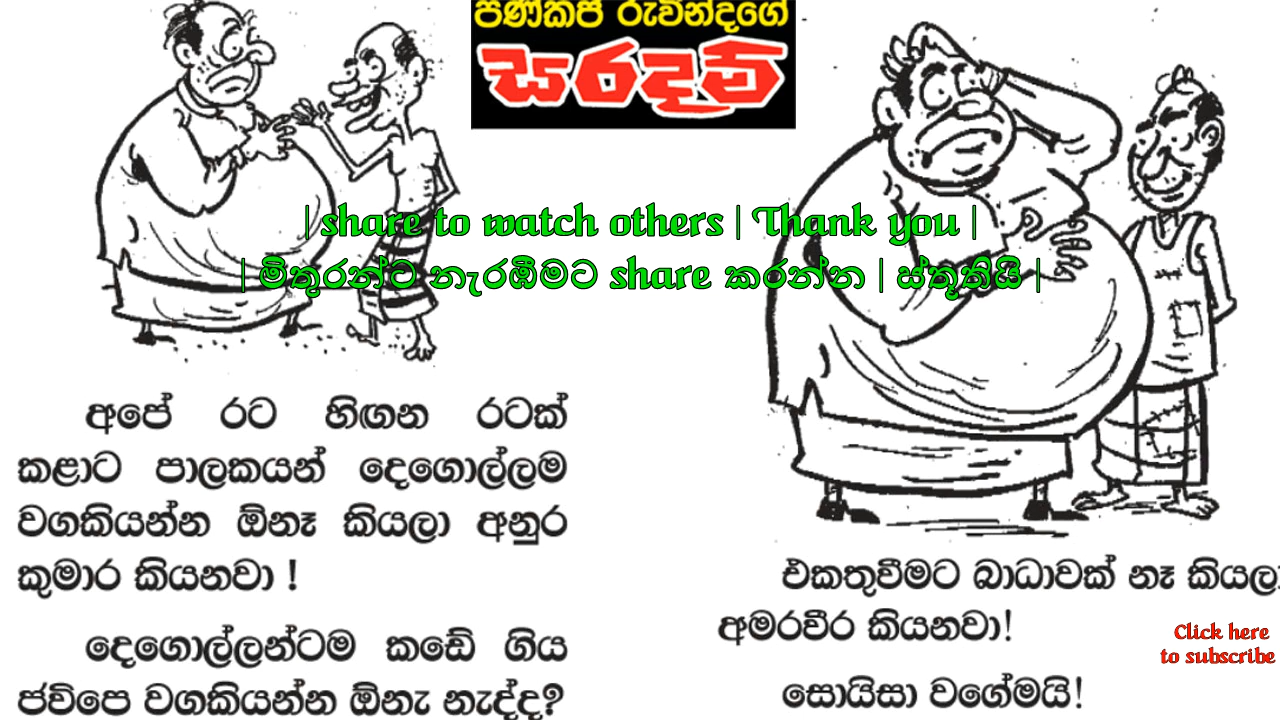 පණිකපි රුවින්දගේ
සරදම්
| share to watch others | Thank you |
| මිතුරන්ට නැරඹීමට share කරන්න | ස්තූතියි |
අපේ රට හිඟන රටක්
කළාට පාලකයන් දෙගොල්ලම
වගකියන්න ඕනෑ කියලා අනුර
කුමාර කියනවා !
දෙගොල්ලන්ටම කඩේ ගිය
ජවිපෙ වගකියන්න ඕනැ නැද්ද?
එකතුවීමට බාධාවක් නෑ කියලා
අමරවීර කියනවා!
සොයිසා වගේමයි!
Click here
to subscribe